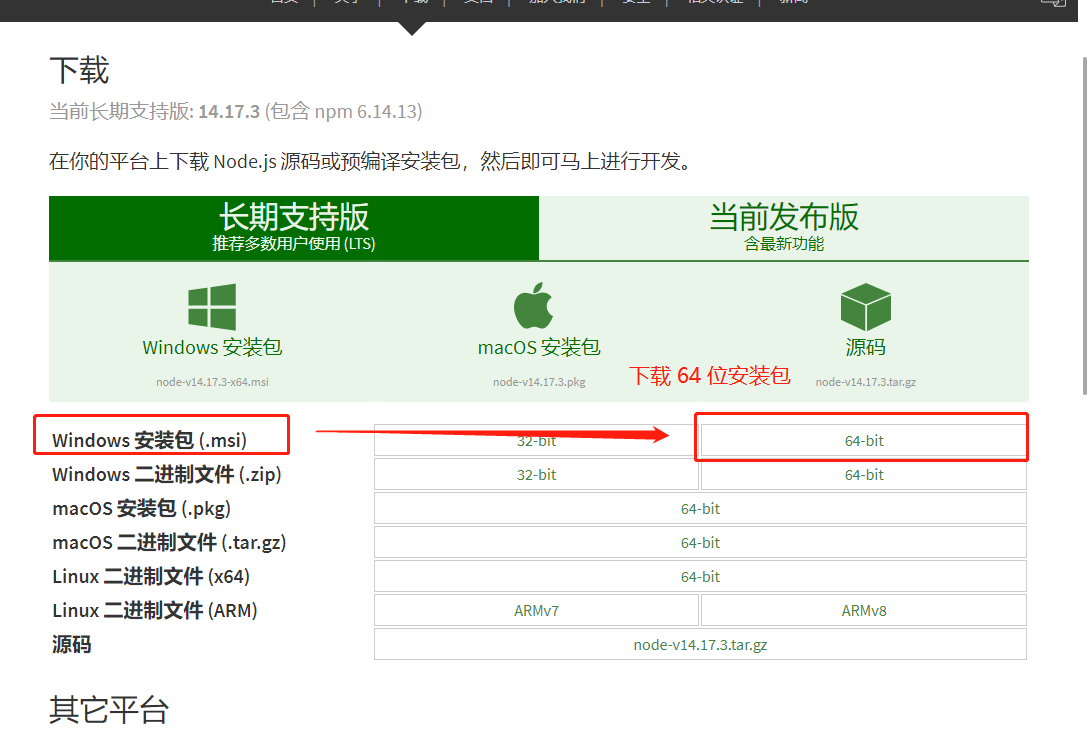 下载
当前长期支持版: 14.17.3 (包含 npm 6.14.13)
在你的平台上下载 Node.js 源码或预编译安装包，然后即可马上进行开发。
长期支持版
推荐多数用户使用 (LTS)
当前发布版
含最新功能
Windows 安装包
macOS 安装包
源码
node-v14.17.3-x64.msi
node-v14.17.3.pkg
下载 64 位安装包
node-v14.17.3.tar.gz
Windows 安装包 (.msi)
32-bit
64-bit
Windows 二进制文件 (.zip)
32-bit
64-bit
macOS 安装包 (.pkg)
64-bit
macOS 二进制文件 (.tar.gz)
64-bit
Linux 二进制文件 (x64)
64-bit
Linux 二进制文件 (ARM)
ARMv7
ARMv8
源码
node-v14.17.3.tar.gz
其它平台